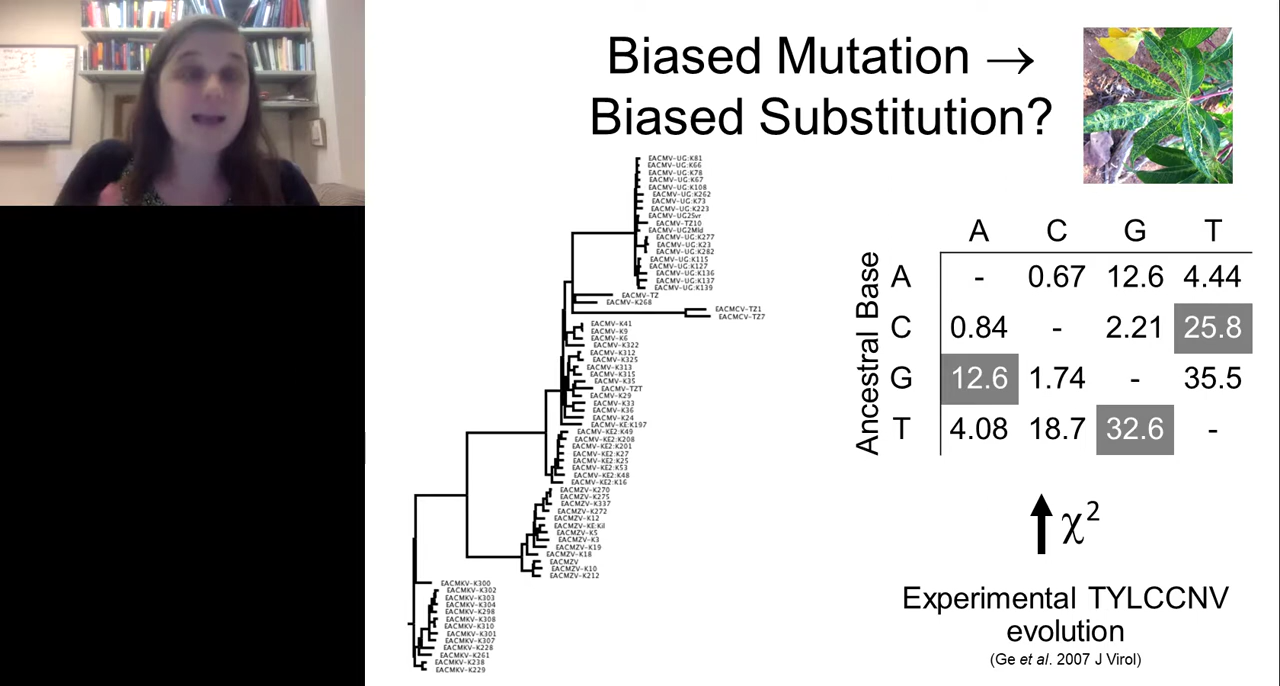 Biased Mutation →
Biased Substitution?
EACMV-UG:K81
EACMV-UG:K66
EACMV-UG:K78
EACMV-UG:K67
EACMV-UG:K108
EACMV-UG:K262
EACMV-UG:K73
EACMV-UG:K223
EACMV-UG2Svr
EACMV-TZ10
EACMV-UG2Mld
EACMV-UG:K277
EACMV-UG:K23
EACMV-UG:K282
EACMV-UG:K115
EACMV-UG:K127
EACMV-UG:K136
EACMV-UG:K137
EACMV-UG:K139
EACMV-TZ
EACMV-K268
EACMCV-TZ1
EACMCV-TZ7
EACMV-K41
EACMV-K9
EACMV-K6
EACMV-K322
EACMV-K312
EACMV-K325
EACMV-K313
EACMV-K315
EACMV-K35
EACMV-TZT
EACMV-K29
EACMV-K33
EACMV-K36
EACMV-K24
EACMV-KE:K197
EACMV-KE2:K49
EACMV-KE2:K208
EACMV-KE2:K201
EACMV-KE2:K27
EACMV-KE2:K25
EACMV-KE2:K53
EACMV-KE2:K48
EACMV-KE2:K16
EACMZV-K270
EACMZV-K275
EACMZV-K337
EACMZV-K272
EACMZV-K12
EACMZV-KE:Kil
EACMZV-K5
EACMZV-K3
EACMZV-K19
EACMZV-K18
EACMZV
EACMZV-K10
EACMZV-K212
EACMKV-K300
EACMKV-K302
EACMKV-K303
EACMKV-K304
EACMKV-K298
EACMKV-K308
EACMKV-K310
EACMKV-K301
EACMKV-K307
EACMKV-K228
EACMKV-K261
EACMKV-K238
EACMKV-K229
A C G T
Ancestral Base
A - 0.67 12.6 4.44
C 0.84 - 2.21 25.8
G 12.6 1.74 - 35.5
T 4.08 18.7 32.6 -
χ2
Experimental TYLCCNV
evolution
(Ge et al. 2007 J Virol)